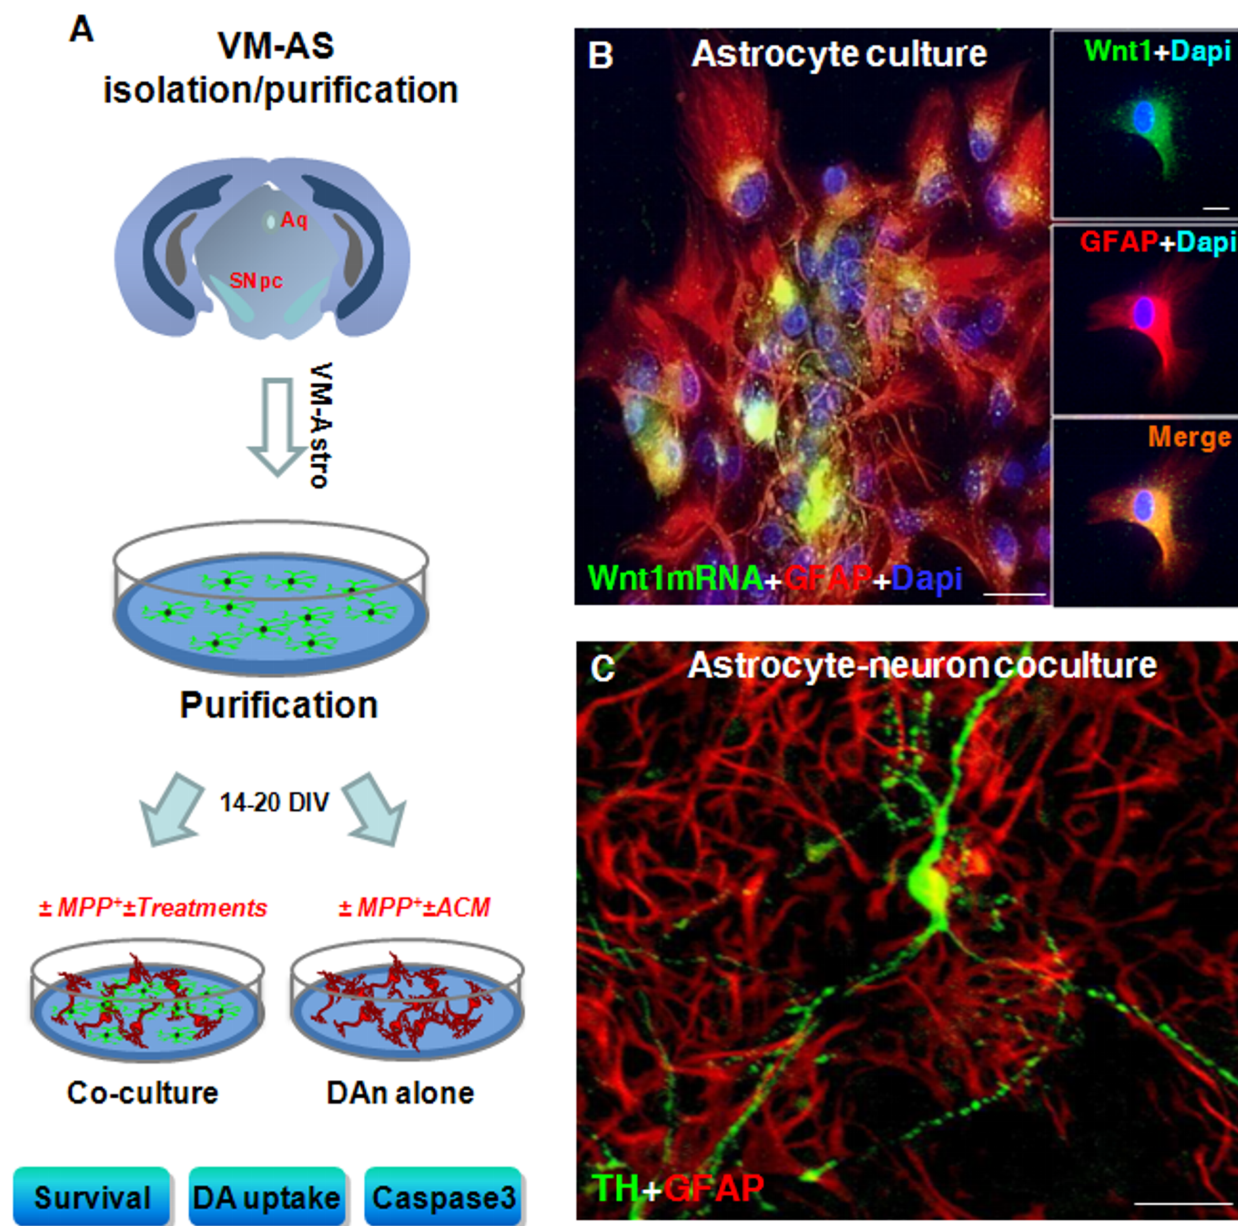 A
VM-AS
isolation/purification
Aq
SNpc
VM-Astro
Purification
14-20 DIV
± MPP⁺±Treatments
± MPP⁺±ACM
Co-culture
DAn alone
Survival
DA uptake
Caspase3
B
Astrocyte culture
Wnt1mRNA+GFAP+Dapi
Wnt1+Dapi
GFAP+Dapi
Merge
C
Astrocyte-neuron coculture
TH+GFAP